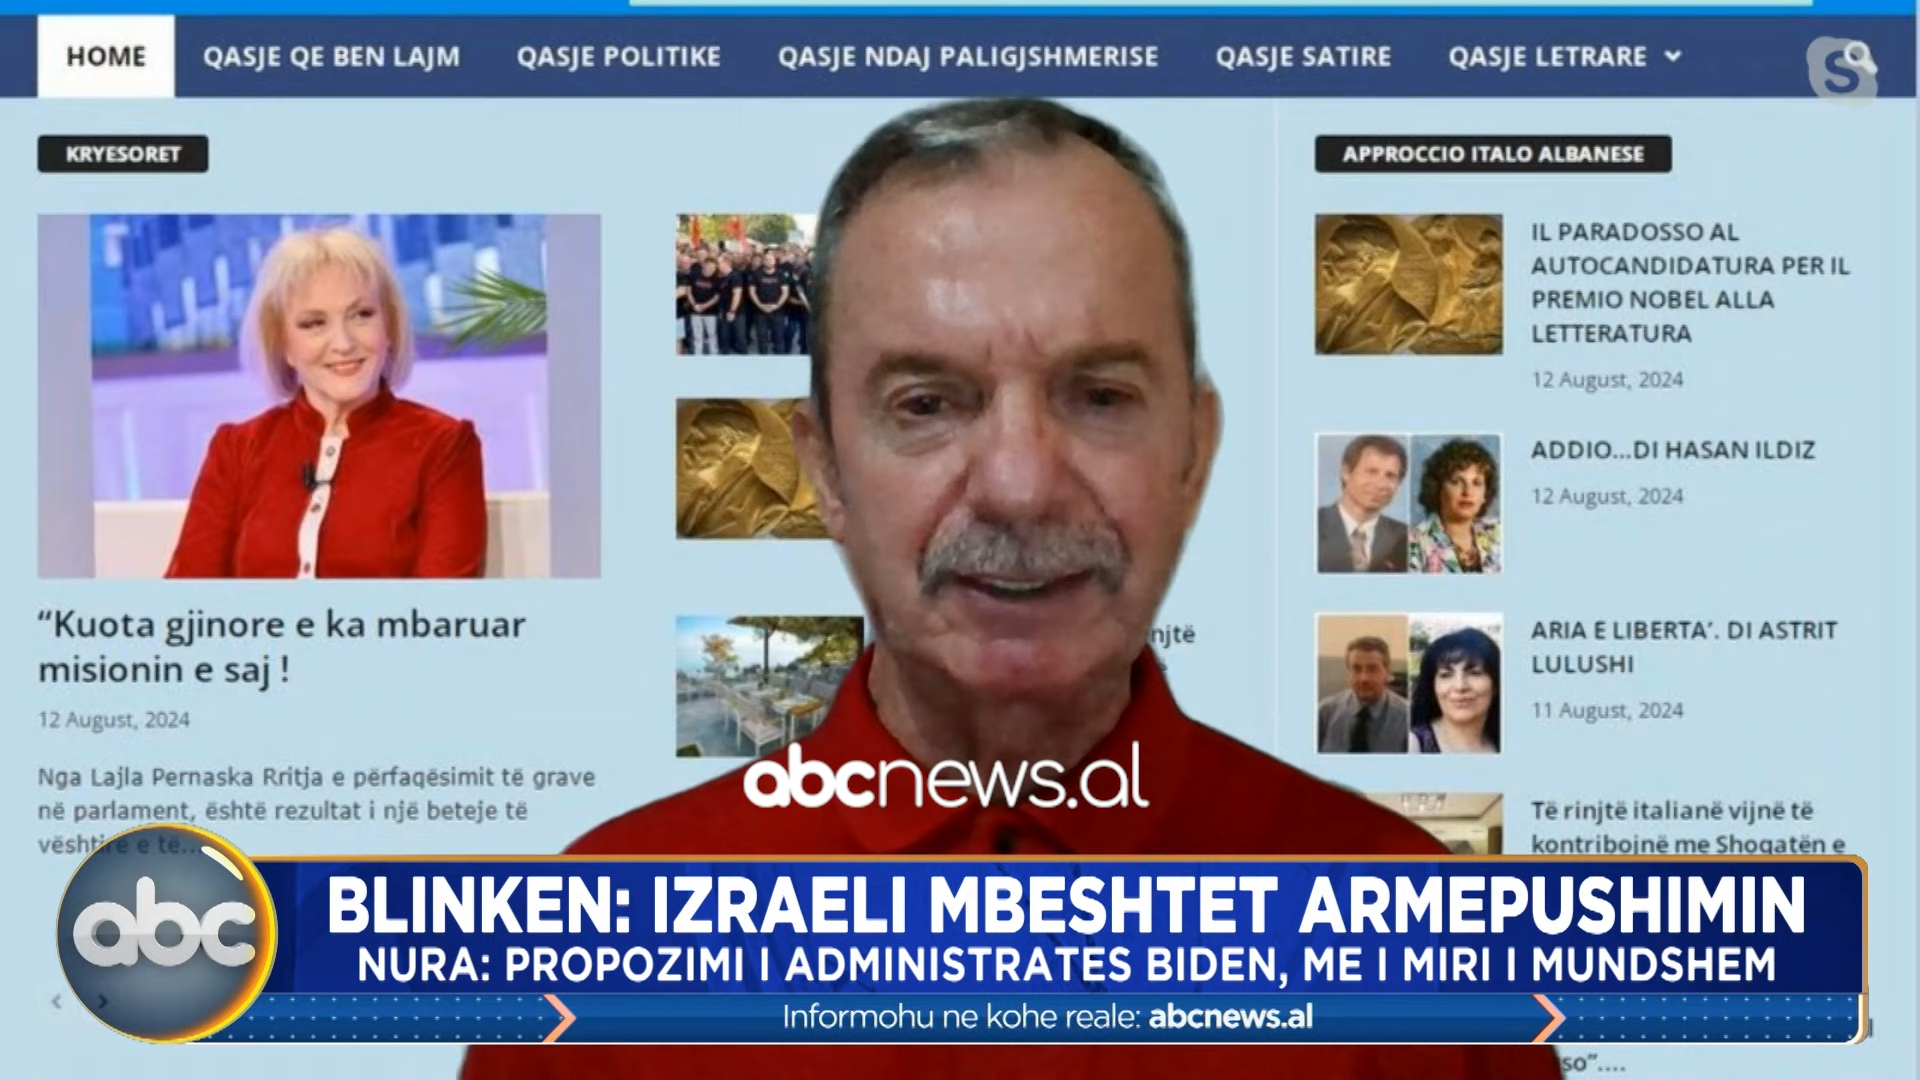 HOME
QASJE QE BEN LAJM
QASJE POLITIKE
QASJE NDAJ PALIGJSHMERISE
QASJE SATIRE
QASJE LETRARE
KRYESORET
“Kuota gjinore e ka mbaruar
misionin e saj !
12 August, 2024
Nga Lajla Pernaska Rritja e përfaqësimit të grave
në parlament, është rezultat i një beteje të
vështirë e të...
njtë
APPROCCIO ITALO ALBANESE
IL PARADOSSO AL
AUTOCANDIDATURA PER IL
PREMIO NOBEL ALLA
LETTERATURA
12 August, 2024
ADDIO...DI HASAN ILDIZ
12 August, 2024
ARIA E LIBERTA’. DI ASTRIT
LULUSHI
11 August, 2024
Të rinjtë italianë vijnë të
kontribojnë me Shoqatën e
so”....
abcnews.al
abc
BLINKEN: IZRAELI MBESHTET ARMEPUSHIMIN
NURA: PROPOZIMI I ADMINISTRATES BIDEN, ME I MIRI I MUNDSHEM
Informohu ne kohe reale: abcnews.al